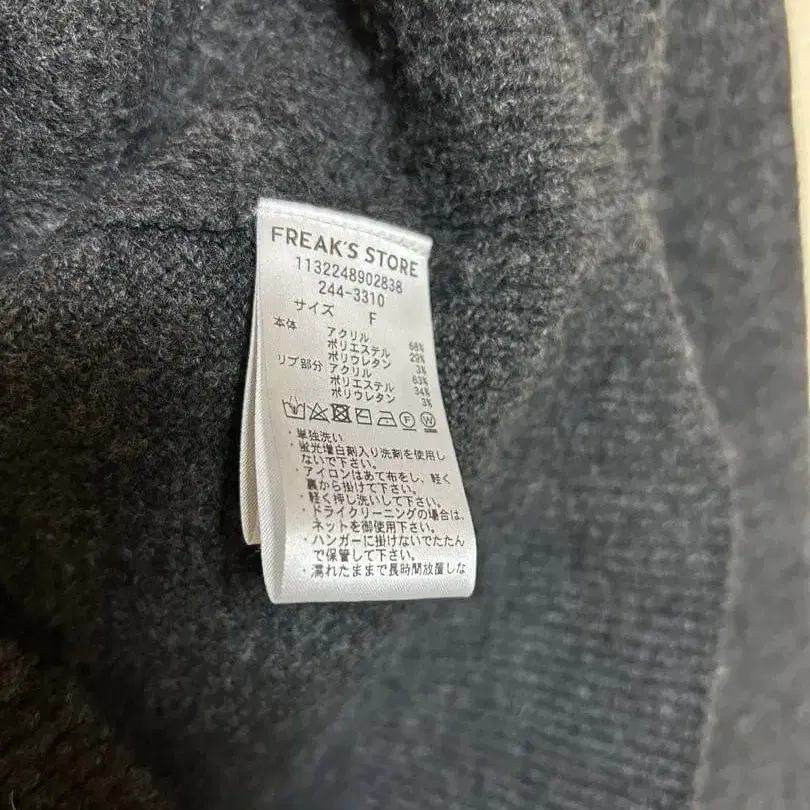 FREAK'S STORE
1132248902838
244-3310
サイズ F
本体 アクリル 68%
ポリエステル 29%
ポリウレタン 3%
リブ部分 アクリル 63%
ポリエステル 34%
ポリウレタン 3%
F W
・単独洗い
・蛍光増白剤入り洗剤を使用し
ないで下さい。
・アイロンはあて布をし、軽く
裏から掛けて下さい。
・軽く押し洗いして下さい。
・ドライクリーニングの場合は、
ネットを御使用下さい。
・ハンガーに掛けないでたたん
で保管して下さい。
・濡れたままで長時間放置しな